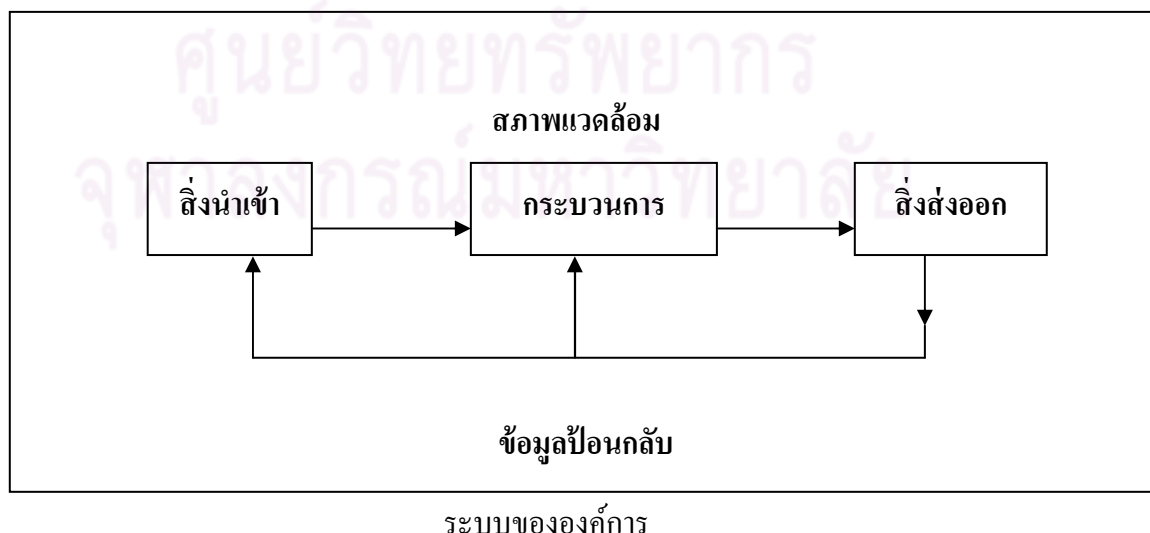 ศูนย์วิทยทรัพยากร
สภาพแวดล้อม
จุฬาลงกรณ์มหาวิทยาลัย
สิ่งนำเข้า กระบวนการ สิ่งส่งออก
ข้อมูลป้อนกลับ
ระบบขององค์การ